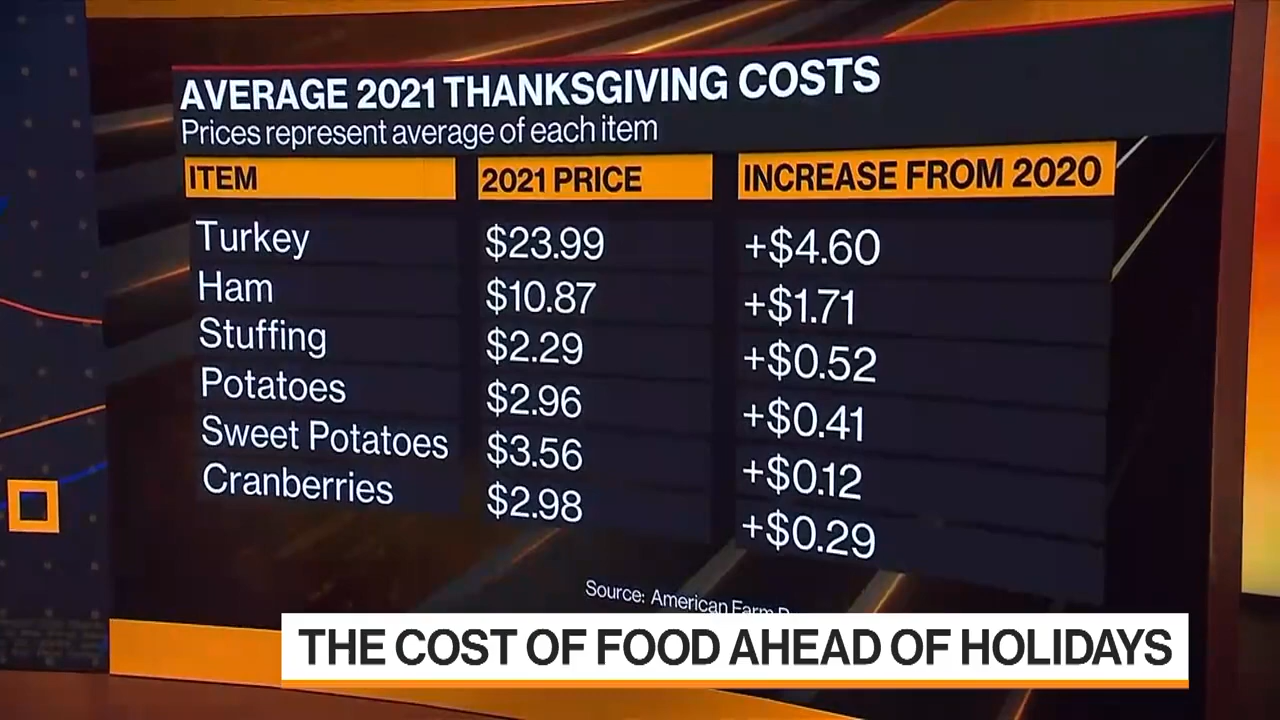 AVERAGE 2021 THANKSGIVING COSTS
Prices represent average of each item
ITEM 2021 PRICE INCREASE FROM 2020
Turkey $23.99 +$4.60
Ham $10.87 +$1.71
Stuffing $2.29 +$0.52
Potatoes $2.96 +$0.41
Sweet Potatoes $3.56 +$0.12
Cranberries $2.98 +$0.29
Source: American Farm
THE COST OF FOOD AHEAD OF HOLIDAYS